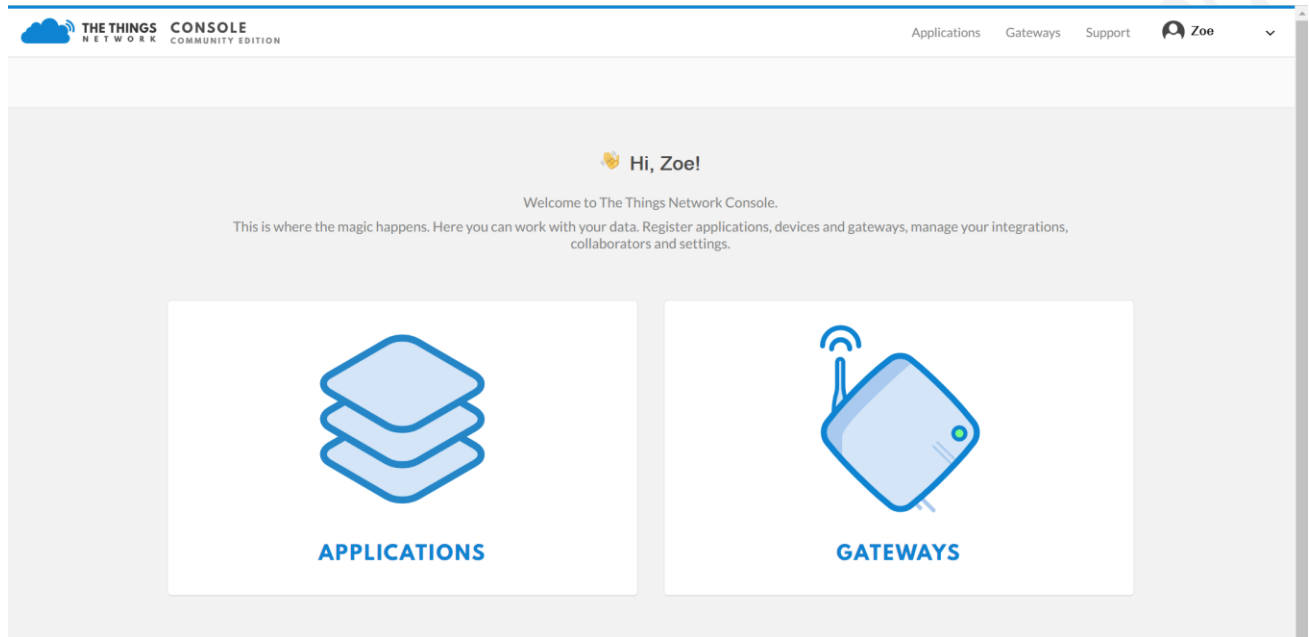 THE THINGS NETWORK CONSOLE COMMUNITY EDITION
Applications Gateways Support Zoe
Hi, Zoe!
Welcome to The Things Network Console.
This is where the magic happens. Here you can work with your data. Register applications, devices and gateways, manage your integrations,
collaborators and settings.
APPLICATIONS
GATEWAYS